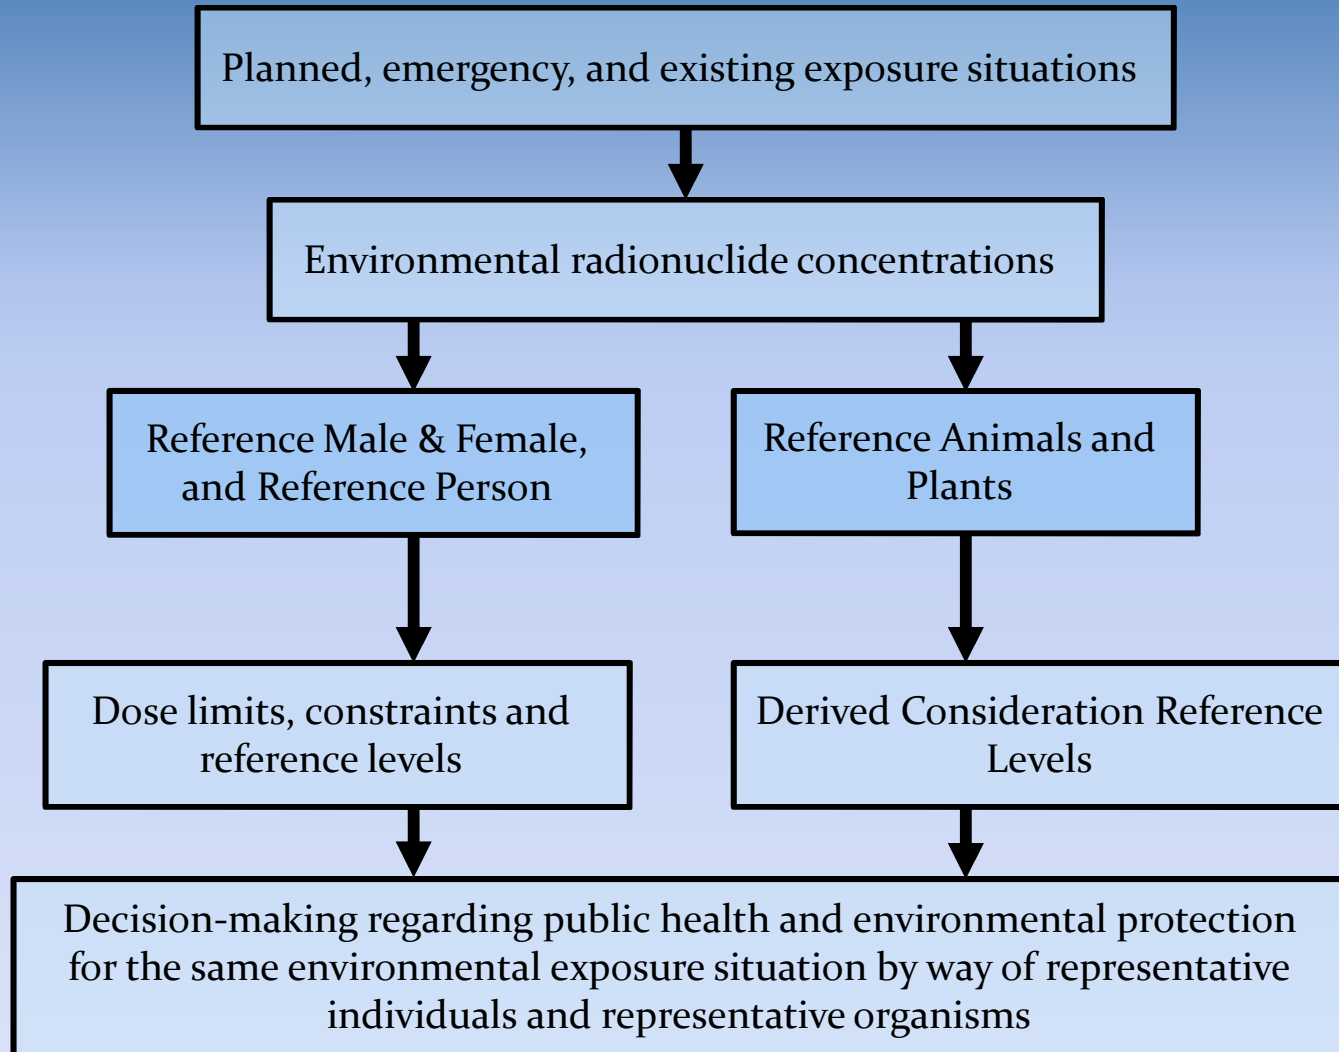 Planned, emergency, and existing exposure situations
Environmental radionuclide concentrations
Reference Male & Female,
and Reference Person
Reference Animals and
Plants
Dose limits, constraints and
reference levels
Derived Consideration Reference
Levels
Decision-making regarding public health and environmental protection
for the same environmental exposure situation by way of representative
individuals and representative organisms